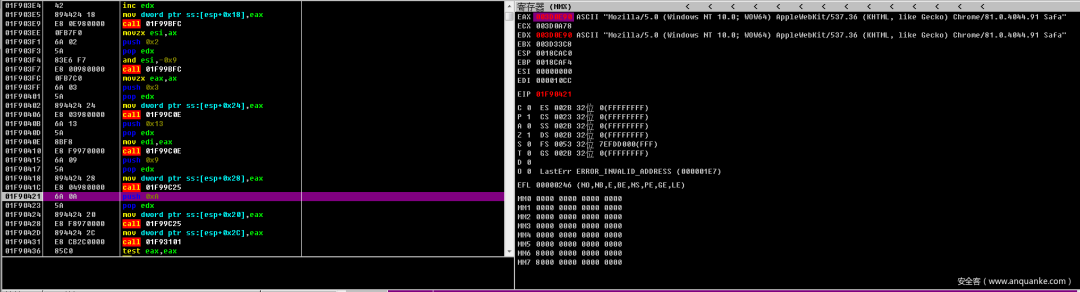 01F903E4 42 inc edx
01F903E5 894424 18 mov dword ptr ss:[esp+0x18],eax
01F903E9 E8 0E980000 call 01F99BFC
01F903EE 0FB7F0 movzx esi,ax
01F903F1 6A 02 push 0x2
01F903F3 5A pop edx
01F903F4 83E6 F7 and esi,-0x9
01F903F7 E8 00980000 call 01F99BFC
01F903FC 0FB7C0 movzx eax,ax
01F903FF 6A 03 push 0x3
01F90401 5A pop edx
01F90402 894424 24 mov dword ptr ss:[esp+0x24],eax
01F90406 E8 03980000 call 01F99C0E
01F9040B 6A 13 push 0x13
01F9040D 5A pop edx
01F9040E 8BF8 mov edi,eax
01F90410 E8 F9970000 call 01F99C0E
01F90415 6A 09 push 0x9
01F90417 5A pop edx
01F90418 894424 28 mov dword ptr ss:[esp+0x28],eax
01F9041C E8 04980000 call 01F99C25
01F90421 6A 0A push 0xA
01F90423 5A pop edx
01F90424 894424 20 mov dword ptr ss:[esp+0x20],eax
01F90428 E8 F8970000 call 01F99C25
01F9042D 894424 2C mov dword ptr ss:[esp+0x2C],eax
01F90431 E8 CB2C0000 call 01F93101
01F90436 85C0 test eax,eax
寄存器 (MMX) < < < < < < < < < < <
EAX ASCII "Mozilla/5.0 (Windows NT 10.0; WOW64) AppleWebKit/537.36 (KHTML, like Gecko) Chrome/81.0.4044.91 Safa"
ECX 003D0A78
EDX 003D0E90 ASCII "Mozilla/5.0 (Windows NT 10.0; WOW64) AppleWebKit/537.36 (KHTML, like Gecko) Chrome/81.0.4044.91 Safa"
EBX 003D33C8
ESP 0018CAC0
EBP 0018CAF4
ESI 00000000
EDI 000010CC
EIP 01F90421
C 0 ES 002B 32位 0(FFFFFFFF)
P 1 CS 0023 32位 0(FFFFFFFF)
A 0 SS 002B 32位 0(FFFFFFFF)
Z 1 DS 002B 32位 0(FFFFFFFF)
S 0 FS 0053 32位 7EFDD000(FFF)
T 0 GS 002B 32位 0(FFFFFFFF)
D 0
O 0 LastErr ERROR_INVALID_ADDRESS (000001E7)
EFL 00000246 (NO,NB,E,BE,NS,PE,GE,LE)
MM0 0000 0000 0000 0000
MM1 0000 0000 0000 0000
MM2 0000 0000 0000 0000
MM3 0000 0000 0000 0000
MM4 0000 0000 0000 0000
MM5 0000 0000 0000 0000
MM6 8000 0000 0000 0000
MM7 8000 0000 0000 0000
安全客（www.anquanke.com）